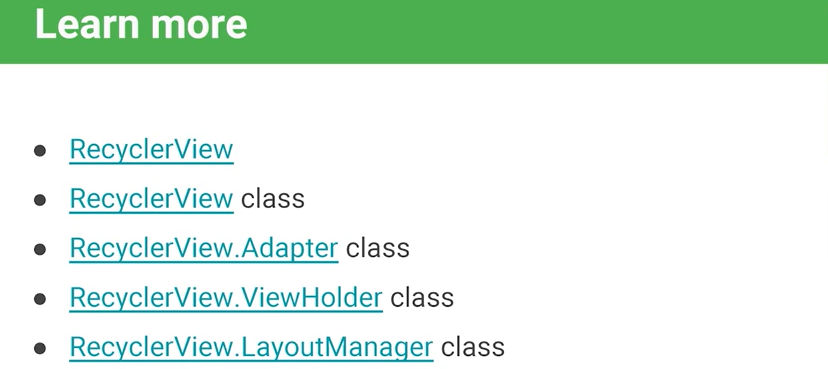 Learn more
• RecyclerView
• RecyclerView class
• RecyclerView.Adapter class
• RecyclerView.ViewHolder class
• RecyclerView.LayoutManager class